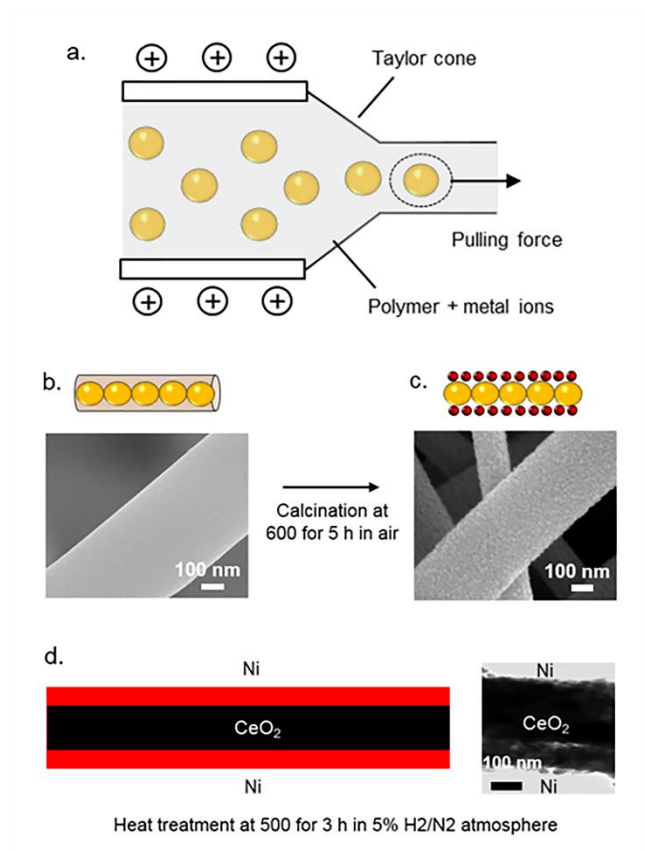 a.
+ + +
Taylor cone
Pulling force
+ + +
Polymer + metal ions
b.
c.
Calcination at
600 for 5 h in air
100 nm
100 nm
d.
Ni
CeO₂
Ni
Ni
CeO₂
100 nm
Ni
Heat treatment at 500 for 3 h in 5% H2/N2 atmosphere